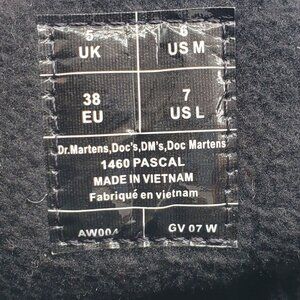 5 UK 6 US M
38 EU 7 US L
Dr.Martens,Doc's,DM's,Doc Martens
1460 PASCAL
MADE IN VIETNAM
Fabriqué en vietnam
AW004 GV 07 W